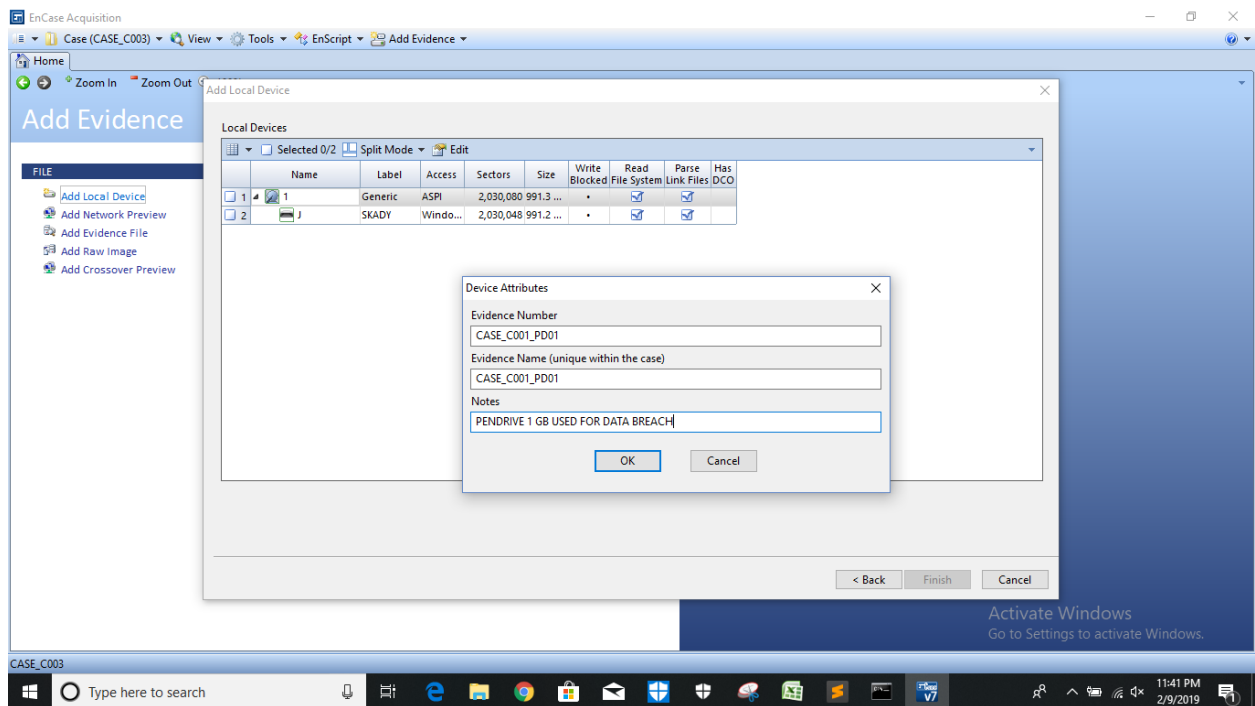 EnCase Acquisition
Case (CASE_C003) View Tools EnScript Add Evidence
Home
Zoom In Zoom Out
Add Local Device
Add Evidence
Local Devices
Selected 0/2 Split Mode Edit
FILE
Name Label Access Sectors Size Write Blocked Read File System Parse Link Files Has DCO
Add Local Device
1 1 Generic ASPI 2,030,080 991.3 ...
Add Network Preview
2 J SKADY Windo... 2,030,048 991.2 ...
Add Evidence File
Add Raw Image
Add Crossover Preview
Device Attributes
Evidence Number
CASE_C001_PD01
Evidence Name (unique within the case)
CASE_C001_PD01
Notes
PENDRIVE 1 GB USED FOR DATA BREACH
OK Cancel
< Back Finish Cancel
Activate Windows
Go to Settings to activate Windows.
CASE_C003
Type here to search
V7
11:41 PM
2/9/2019
1